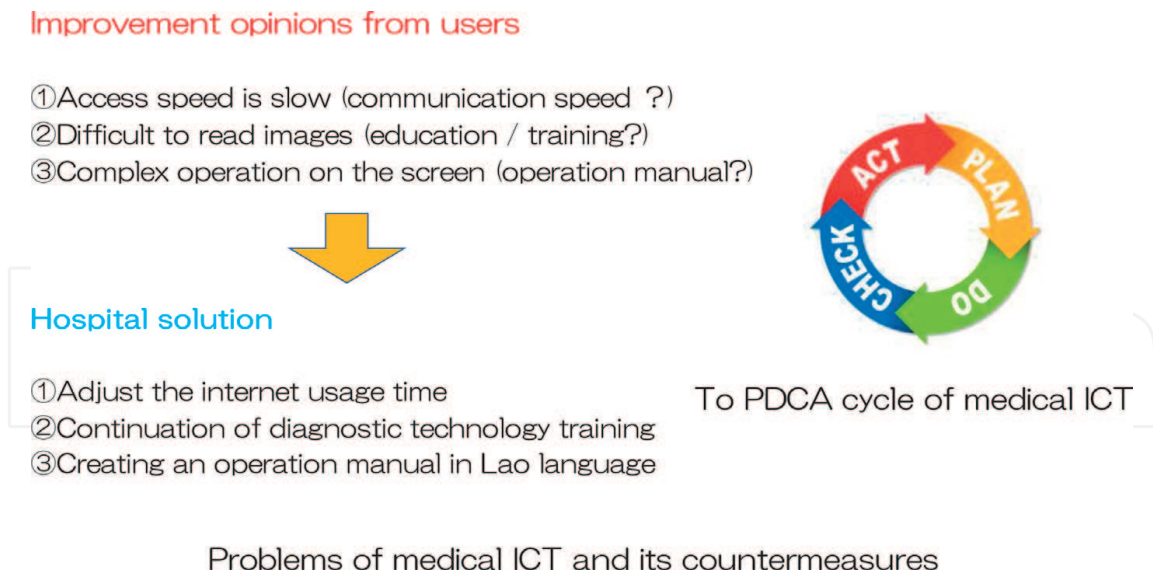 Improvement opinions from users
①Access speed is slow (communication speed ?)
②Difficult to read images (education / training?)
③Complex operation on the screen (operation manual?)
Hospital solution
①Adjust the internet usage time
②Continuation of diagnostic technology training
③Creating an operation manual in Lao language
ACT
PLAN
DO
CHECK
To PDCA cycle of medical ICT
Problems of medical ICT and its countermeasures